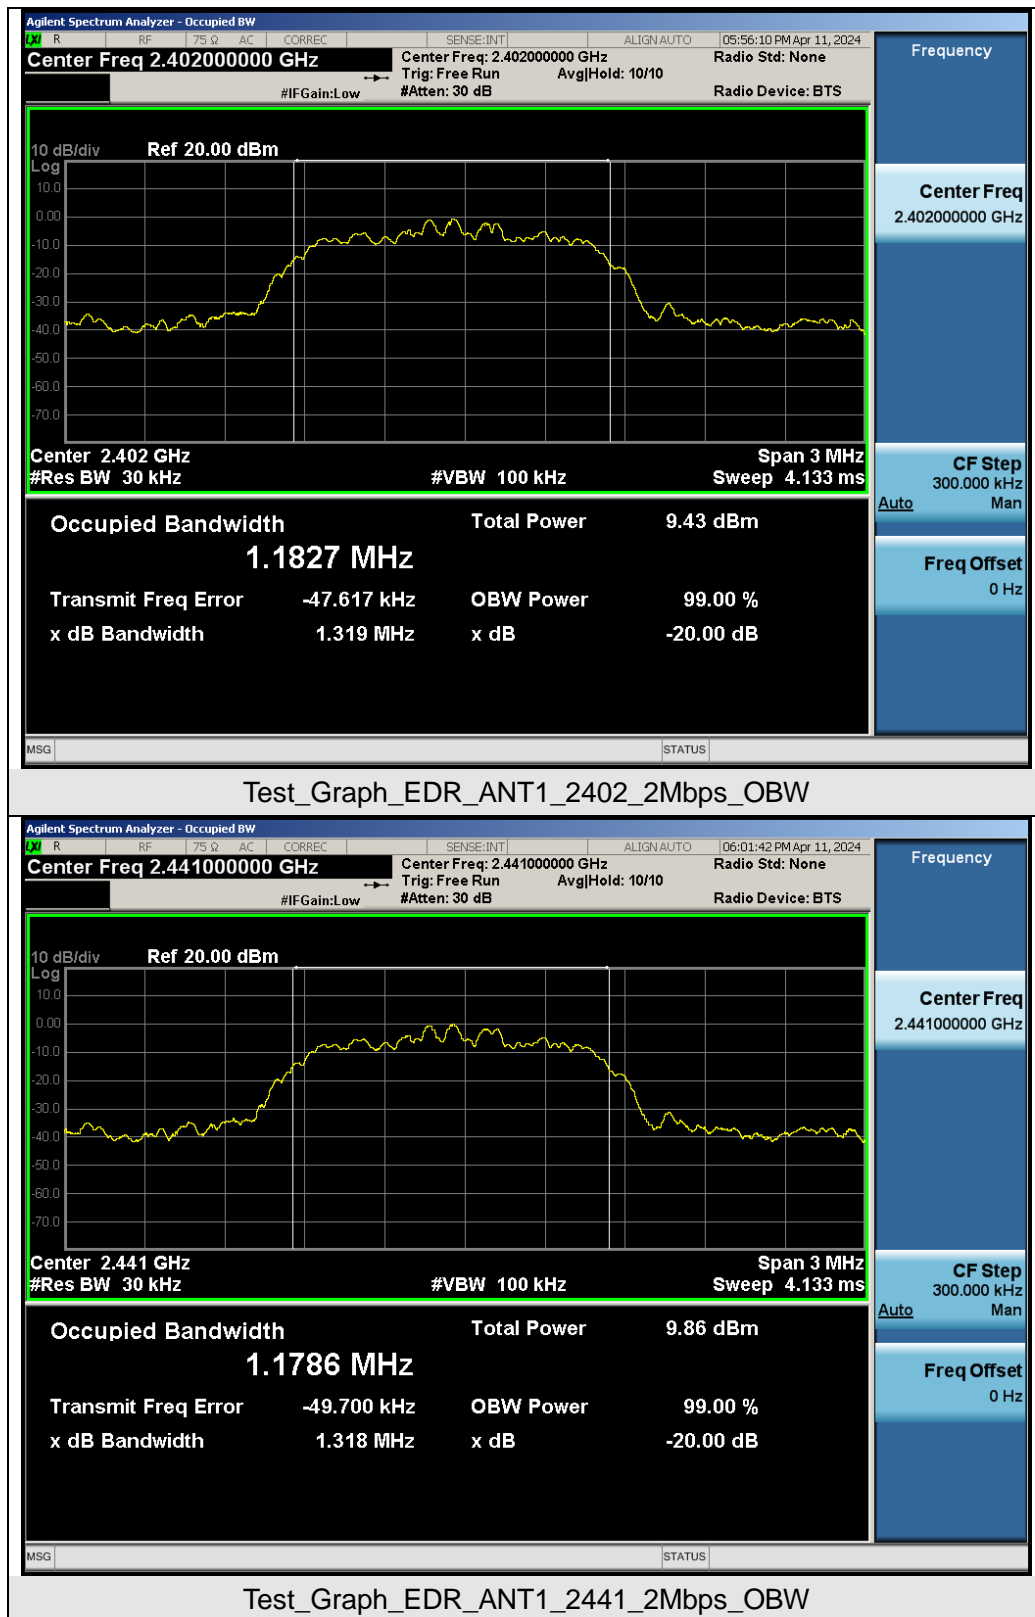 Agilent Spectrum Analyzer - Occupied BW
LXI R RF 75 Ω AC CORREC SENSE:INT ALIGN AUTO 05:56:10 PM Apr 11, 2024
Center Freq 2.402000000 GHz Center Freq: 2.402000000 GHz Radio Std: None
Trig: Free Run Avg|Hold: 10/10
#IFGain:Low #Atten: 30 dB Radio Device: BTS
10 dB/div Ref 20.00 dBm
Log
10.0
0.00
-10.0
-20.0
-30.0
-40.0
-50.0
-60.0
-70.0
Center 2.402 GHz Span 3 MHz
#Res BW 30 kHz #VBW 100 kHz Sweep 4.133 ms
Occupied Bandwidth Total Power 9.43 dBm
1.1827 MHz
Transmit Freq Error -47.617 kHz OBW Power 99.00 %
x dB Bandwidth 1.319 MHz x dB -20.00 dB
MSG STATUS
Frequency
Center Freq
2.402000000 GHz
CF Step
300.000 kHz
Auto Man
Freq Offset
0 Hz
Test_Graph_EDR_ANT1_2402_2Mbps_OBW
Agilent Spectrum Analyzer - Occupied BW
LXI R RF 75 Ω AC CORREC SENSE:INT ALIGN AUTO 06:01:42 PM Apr 11, 2024
Center Freq 2.441000000 GHz Center Freq: 2.441000000 GHz Radio Std: None
Trig: Free Run Avg|Hold: 10/10
#IFGain:Low #Atten: 30 dB Radio Device: BTS
10 dB/div Ref 20.00 dBm
Log
10.0
0.00
-10.0
-20.0
-30.0
-40.0
-50.0
-60.0
-70.0
Center 2.441 GHz Span 3 MHz
#Res BW 30 kHz #VBW 100 kHz Sweep 4.133 ms
Occupied Bandwidth Total Power 9.86 dBm
1.1786 MHz
Transmit Freq Error -49.700 kHz OBW Power 99.00 %
x dB Bandwidth 1.318 MHz x dB -20.00 dB
MSG STATUS
Frequency
Center Freq
2.441000000 GHz
CF Step
300.000 kHz
Auto Man
Freq Offset
0 Hz
Test_Graph_EDR_ANT1_2441_2Mbps_OBW